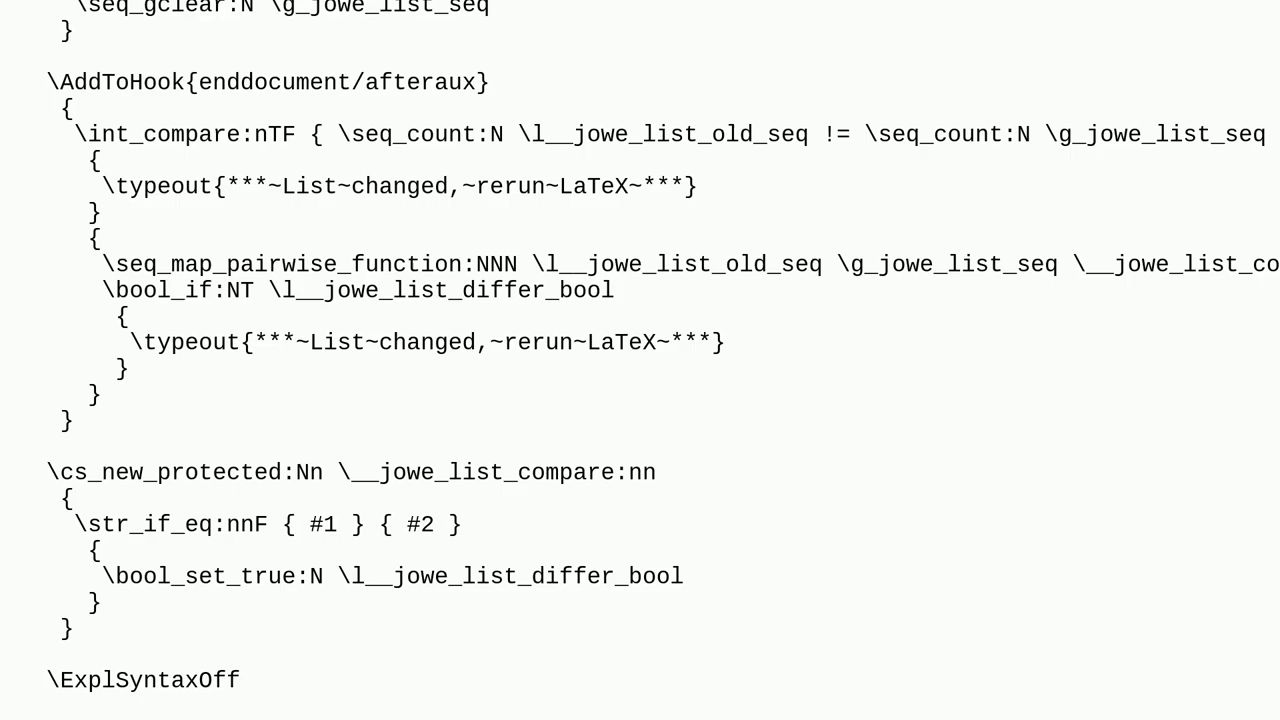 \seq_gclear:N \g_jowe_list_seq
}
\AddToHook{enddocument/afteraux}
{
\int_compare:nTF { \seq_count:N \l__jowe_list_old_seq != \seq_count:N \g_jowe_list_seq
{
\typeout{***~List~changed,~rerun~LaTeX~***}
}
{
\seq_map_pairwise_function:NNN \l__jowe_list_old_seq \g_jowe_list_seq \__jowe_list_co
\bool_if:NT \l__jowe_list_differ_bool
{
\typeout{***~List~changed,~rerun~LaTeX~***}
}
}
}
\cs_new_protected:Nn \__jowe_list_compare:nn
{
\str_if_eq:nnF { #1 } { #2 }
{
\bool_set_true:N \l__jowe_list_differ_bool
}
}
\ExplSyntaxOff